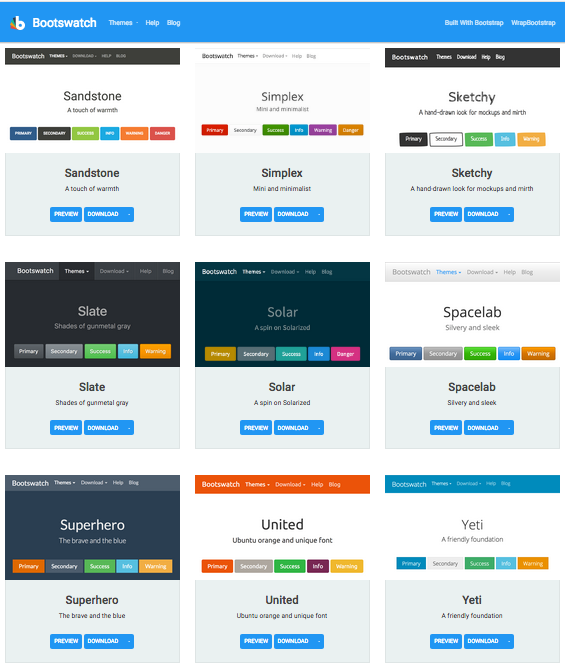 Bootswatch Themes Help Blog Built With Bootstrap WrapBootstrap
Bootswatch THEMES DOWNLOAD HELP BLOG
Sandstone
A touch of warmth
PRIMARY SECONDARY SUCCESS INFO WARNING DANGER
Sandstone
A touch of warmth
PREVIEW DOWNLOAD
Bootswatch Themes Download Help Blog
Simplex
Mini and minimalist
Primary Secondary Success Info Warning Danger
Simplex
Mini and minimalist
PREVIEW DOWNLOAD
Bootswatch Themes Download Help Blog
Sketchy
A hand-drawn look for mockups and mirth
Primary Secondary Success Info Warning
Sketchy
A hand-drawn look for mockups and mirth
PREVIEW DOWNLOAD
Bootswatch Themes Download Help Blog
Slate
Shades of gunmetal gray
Primary Secondary Success Info Warning
Slate
Shades of gunmetal gray
PREVIEW DOWNLOAD
Bootswatch Themes Download Help Blog
Solar
A spin on Solarized
Primary Secondary Success Info Danger
Solar
A spin on Solarized
PREVIEW DOWNLOAD
Bootswatch Themes Download Help Blog
Spacelab
Silvery and sleek
Primary Secondary Success Info Warning
Spacelab
Silvery and sleek
PREVIEW DOWNLOAD
Bootswatch Themes Download Help Blog
Superhero
The brave and the blue
Primary Secondary Success Info Warning
Superhero
The brave and the blue
PREVIEW DOWNLOAD
Bootswatch Themes Download Help Blog
United
Ubuntu orange and unique font
Primary Secondary Success Info Warning
United
Ubuntu orange and unique font
PREVIEW DOWNLOAD
Bootswatch Themes Download Help Blog
Yeti
A friendly foundation
Primary Secondary Success Info Warning
Yeti
A friendly foundation
PREVIEW DOWNLOAD